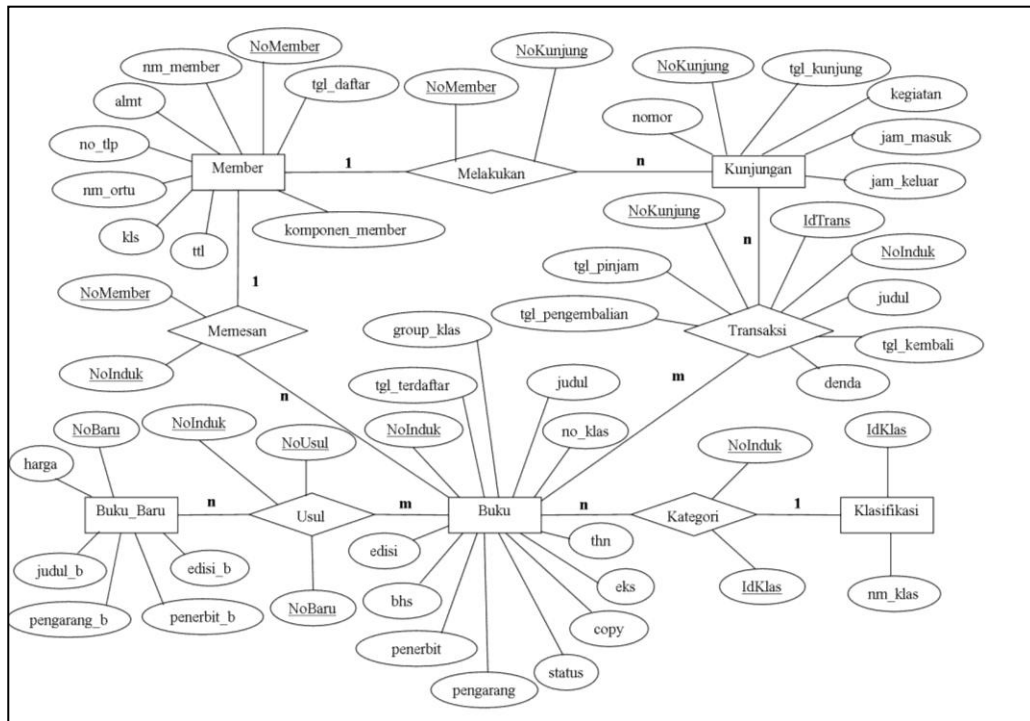 NoMember
NoKunjung
nm_member
tgl_daftar
NoMember
NoKunjung
tgl_kunjung
almt
kegiatan
nomor
no_tlp
jam_masuk
Member
1
Melakukan
n
Kunjungan
nm_ortu
jam_keluar
kls
ttl
komponen_member
NoKunjung
IdTrans
n
NoInduk
tgl_pinjam
1
NoMember
judul
tgl_pengembalian
Memesan
group_klas
Transaksi
tgl_kembali
NoInduk
m
denda
n
tgl_terdaftar
judul
NoBaru
NoInduk
NoUsul
NoInduk
no_klas
NoInduk
IdKlas
harga
Buku_Baru
n
Usul
m
Buku
n
Kategori
1
Klasifikasi
judul_b
edisi_b
edisi
thn
eks
pengarang_b
penerbit_b
NoBaru
bhs
copy
IdKlas
nm_klas
penerbit
status
pengarang